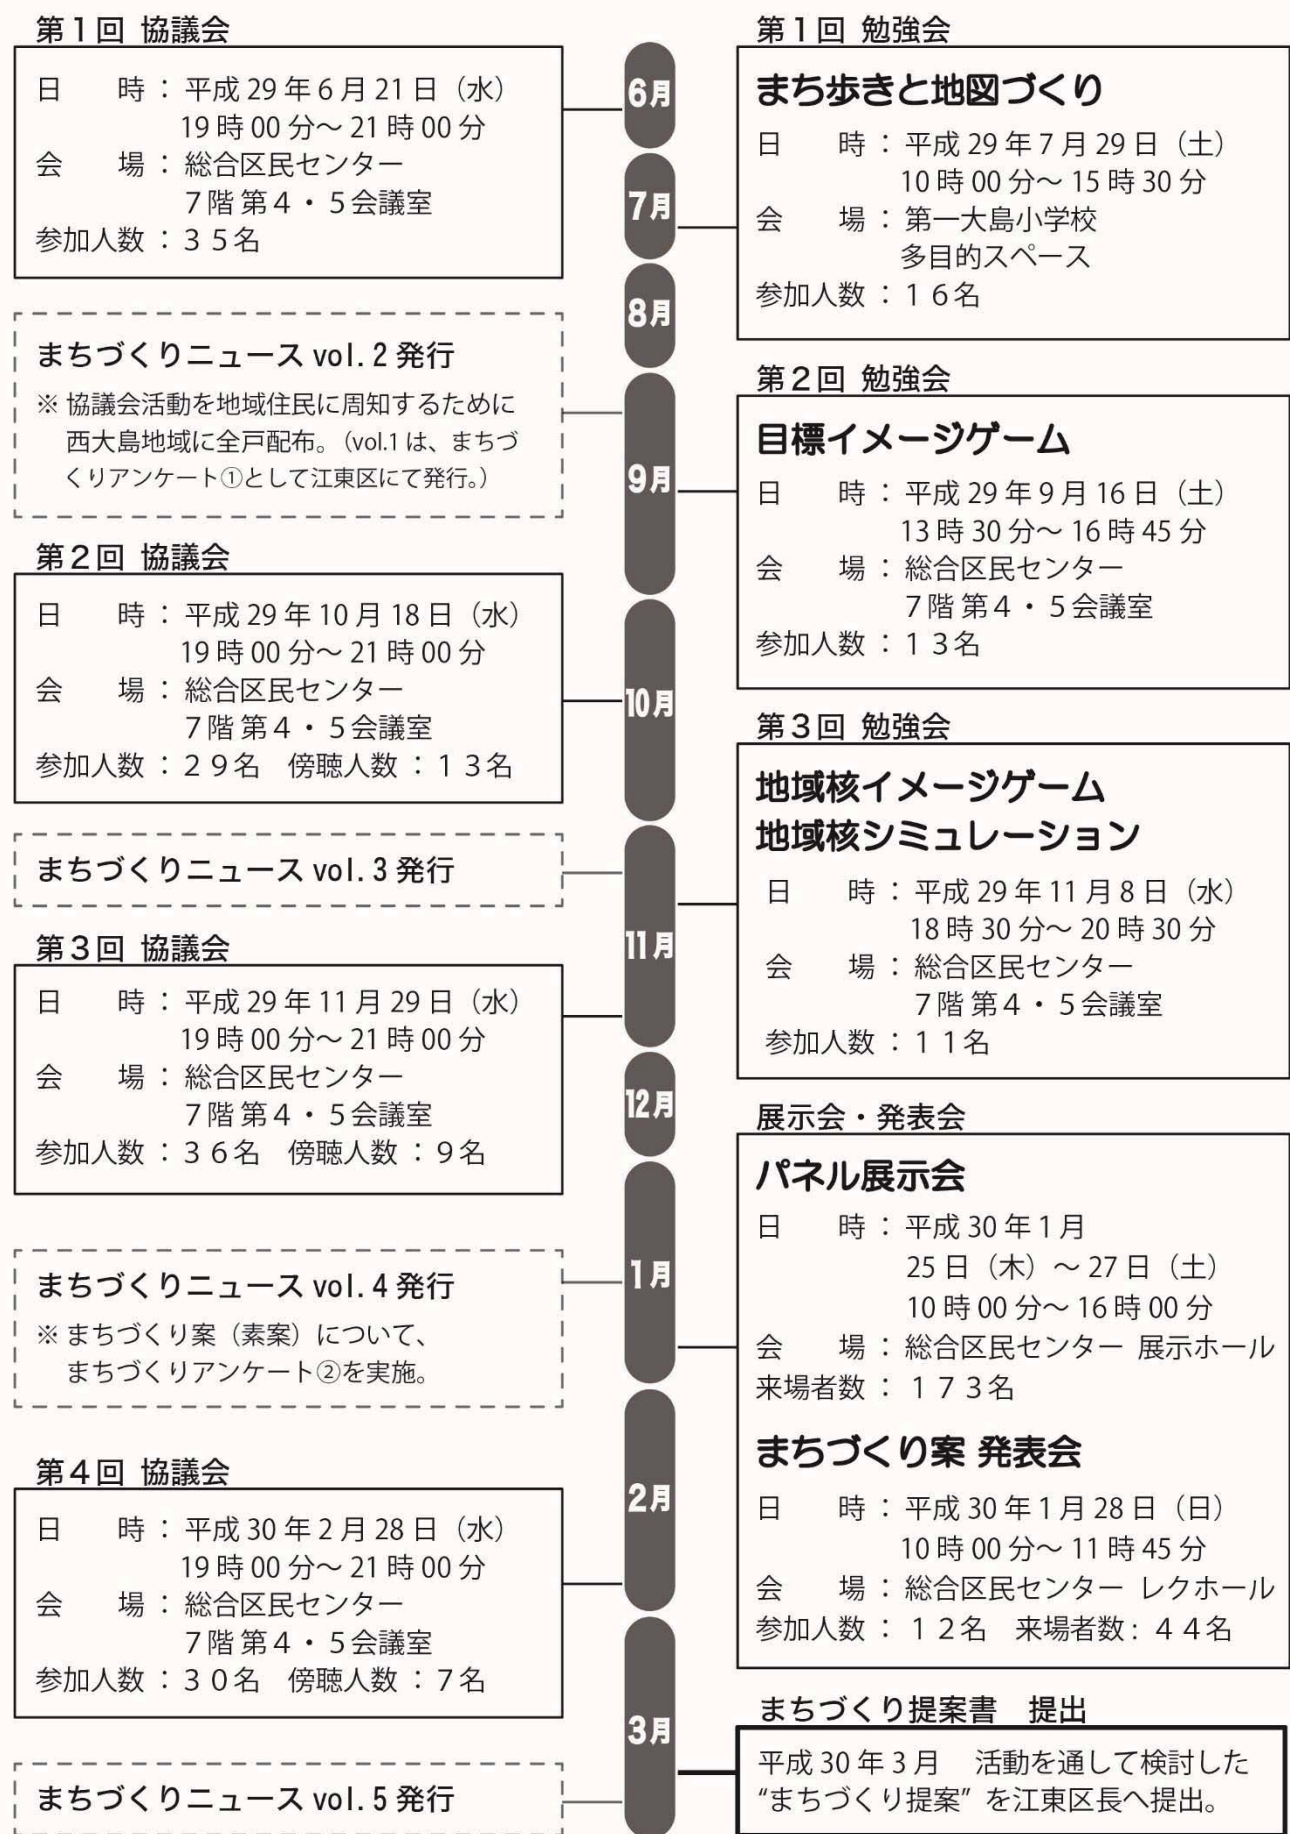 第1回 協議会
日　　時 ： 平成 29 年 6 月 21 日（水）
19 時 00 分～ 21 時 00 分
会　　場 ： 総合区民センター
7階 第4・5会議室
参加人数 ：35名
まちづくりニュース vol.2 発行
※ 協議会活動を地域住民に周知するために
西大島地域に全戸配布。（vol.1 は、まちづ
くりアンケート①として江東区にて発行。）
第2回 協議会
日　　時 ： 平成 29 年 10 月 18 日（水）
19 時 00 分～ 21 時 00 分
会　　場 ： 総合区民センター
7階 第4・5会議室
参加人数 ：29名　傍聴人数 ：13名
まちづくりニュース vol.3 発行
第3回 協議会
日　　時 ： 平成 29 年 11 月 29 日（水）
19 時 00 分～ 21 時 00 分
会　　場 ： 総合区民センター
7階 第4・5会議室
参加人数 ：36名　傍聴人数 ：9名
まちづくりニュース vol.4 発行
※ まちづくり案（素案）について、
まちづくりアンケート②を実施。
第4回 協議会
日　　時 ： 平成 30 年 2 月 28 日（水）
19 時 00 分～ 21 時 00 分
会　　場 ： 総合区民センター
7階 第4・5会議室
参加人数 ：30名　傍聴人数 ：7名
まちづくりニュース vol.5 発行
6月
7月
8月
9月
10月
11月
12月
1月
2月
3月
第1回 勉強会
まち歩きと地図づくり
日　　時 ： 平成 29 年 7 月 29 日（土）
10 時 00 分～ 15 時 30 分
会　　場 ： 第一大島小学校
多目的スペース
参加人数 ：16名
第2回 勉強会
目標イメージゲーム
日　　時 ： 平成 29 年 9 月 16 日（土）
13 時 30 分～ 16 時 45 分
会　　場 ： 総合区民センター
7階 第4・5会議室
参加人数 ：13名
第3回 勉強会
地域核イメージゲーム
地域核シミュレーション
日　　時 ： 平成 29 年 11 月 8 日（水）
18 時 30 分～ 20 時 30 分
会　　場 ： 総合区民センター
7階 第4・5会議室
参加人数 ：11名
展示会・発表会
パネル展示会
日　　時 ： 平成 30 年 1 月
25 日（木）～ 27 日（土）
10 時 00 分～ 16 時 00 分
会　　場 ： 総合区民センター 展示ホール
来場者数 ： 173名
まちづくり案 発表会
日　　時 ： 平成 30 年 1 月 28 日（日）
10 時 00 分～ 11 時 45 分
会　　場 ： 総合区民センター レクホール
参加人数 ： 12名　来場者数：44名
まちづくり提案書　提出
平成 30 年 3 月　活動を通して検討した
“まちづくり提案” を江東区長へ提出。